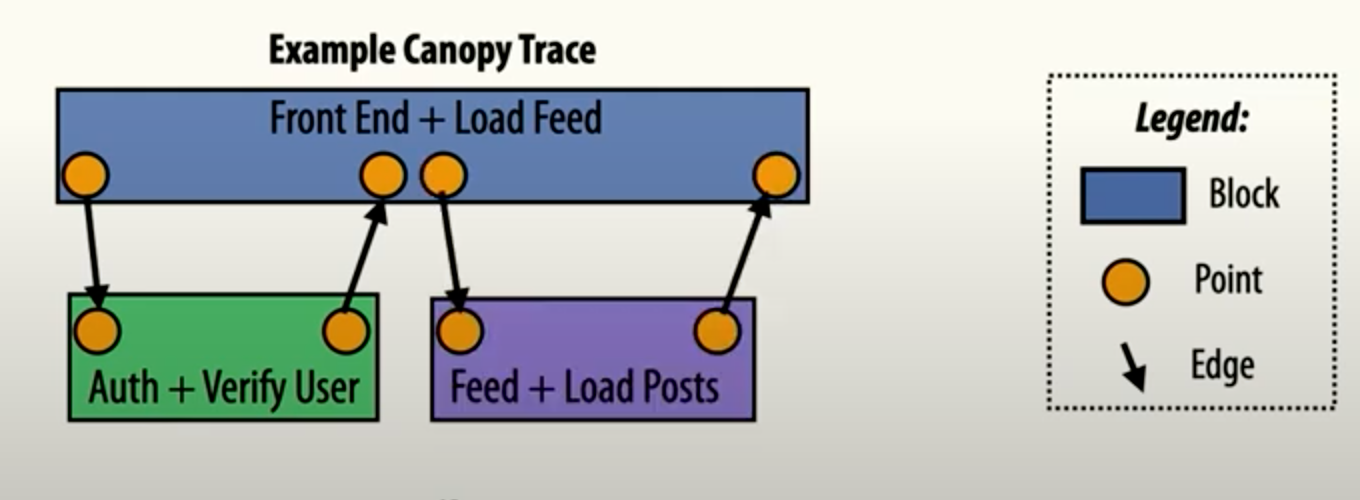 Example Canopy Trace
Front End + Load Feed
Auth + Verify User
Feed + Load Posts
Legend:
Block
Point
Edge